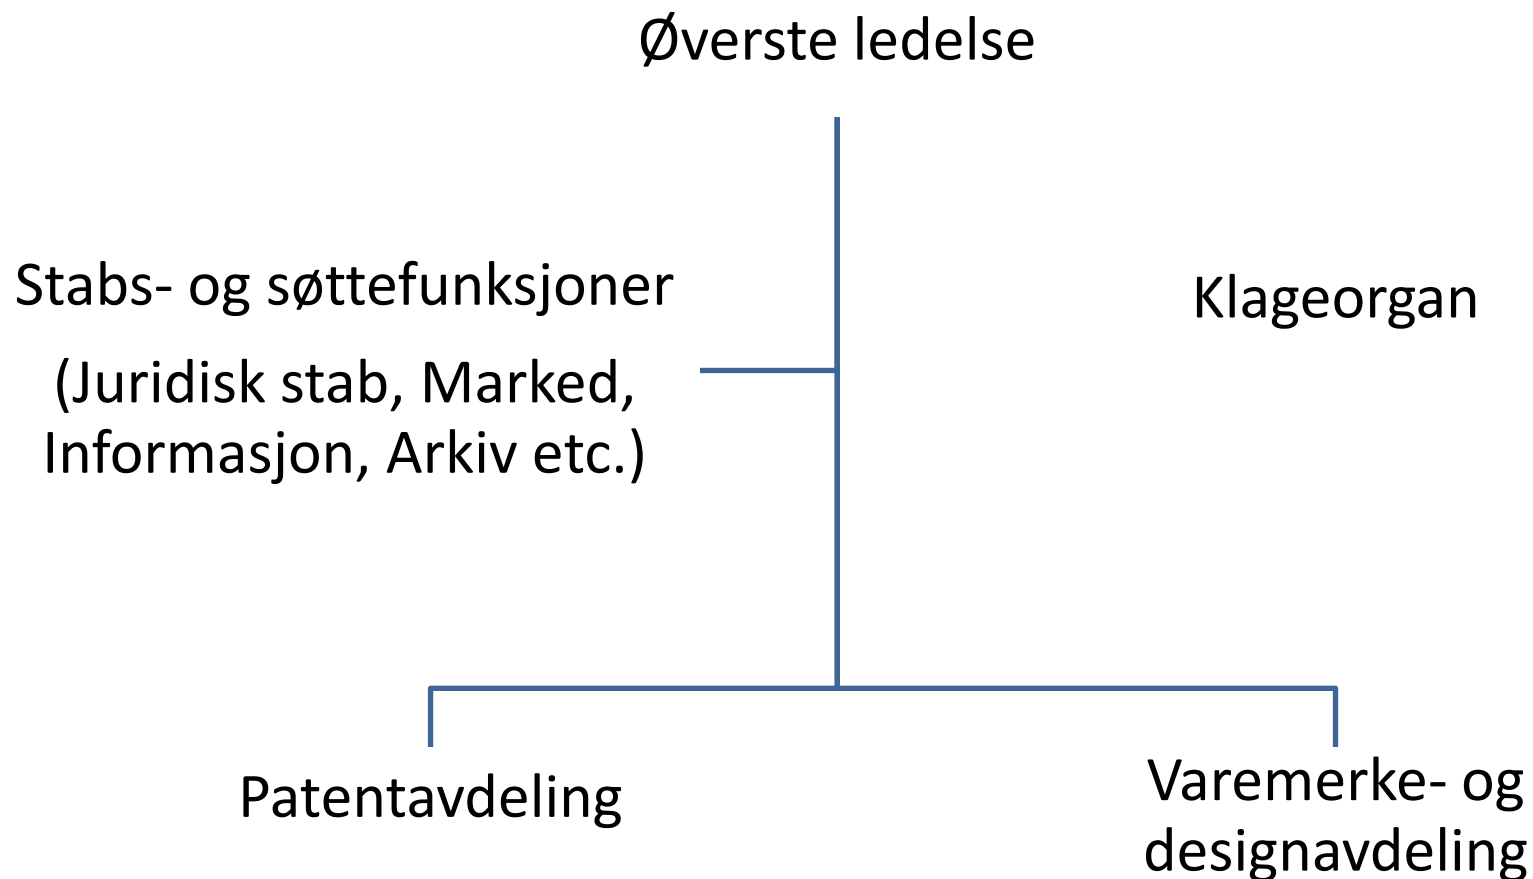 Øverste ledelse
Stabs- og søttefunksjoner
(Juridisk stab, Marked,
Informasjon, Arkiv etc.)
Klageorgan
Patentavdeling
Varemerke- og
designavdeling